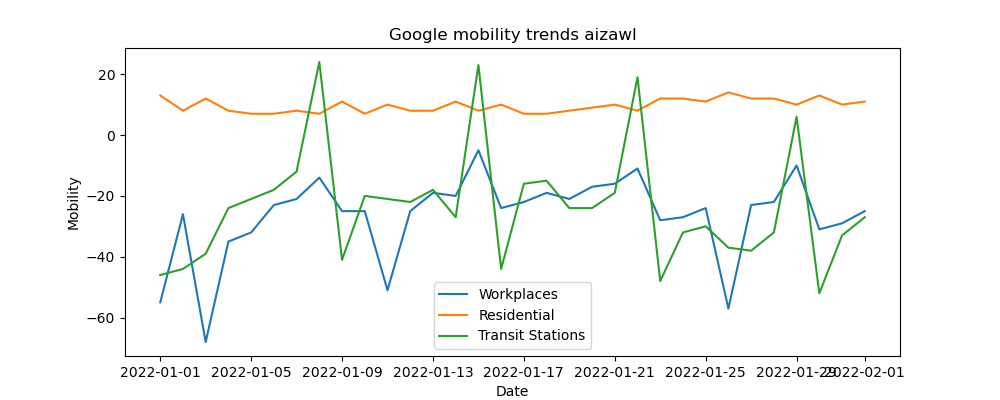 Google mobility trends aizawl
20
0
−20
−40
−60
Mobility
Workplaces
Residential
Transit Stations
2022-01-01 2022-01-05 2022-01-09 2022-01-13 2022-01-17 2022-01-21 2022-01-25 2022-01-29 2022-02-01
Date